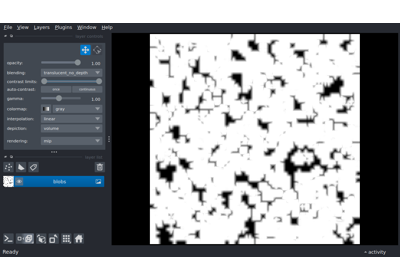 File View Layers Plugins Window Help
opacity: 1.00
blending: translucent_no_depth
contrast limits:
auto-contrast: once continuous
gamma: 1.00
colormap: gray
interpolation: linear
depiction: volume
rendering: mip
blobs
Ready
activity